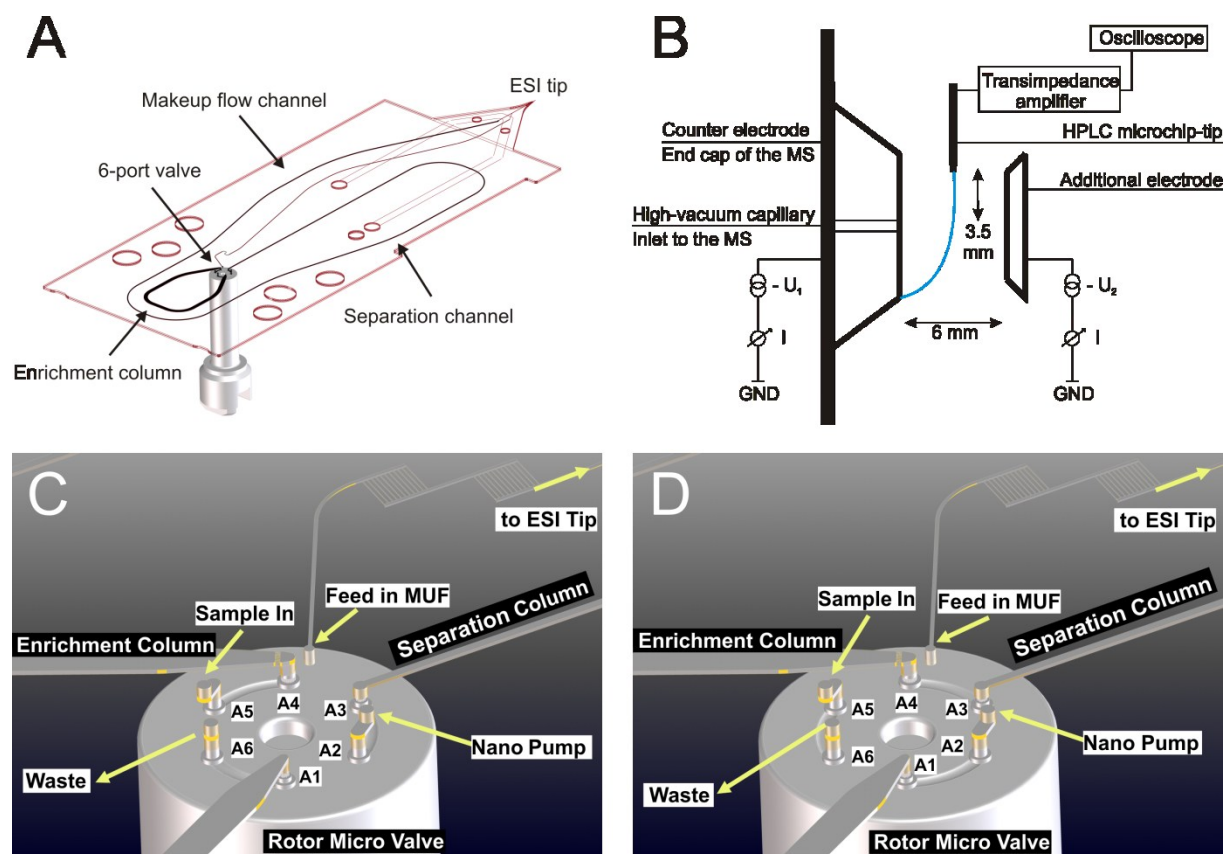 A
ESI tip
Makeup flow channel
6-port valve
Separation channel
Enrichment column
B
Oscilloscope
Transimpedance
amplifier
Counter electrode
End cap of the MS
HPLC microchip-tip
Additional electrode
High-vacuum capillary
Inlet to the MS
3.5
mm
- U₁
- U₂
6 mm
I
I
GND
GND
C
to ESI Tip
Feed in MUF
Sample In
Separation Column
Enrichment Column
A4
A5
A3
A6
A2
A1
Nano Pump
Waste
Rotor Micro Valve
D
to ESI Tip
Feed in MUF
Sample In
Separation Column
Enrichment Column
A4
A5
A3
A6
A2
A1
Nano Pump
Waste
Rotor Micro Valve